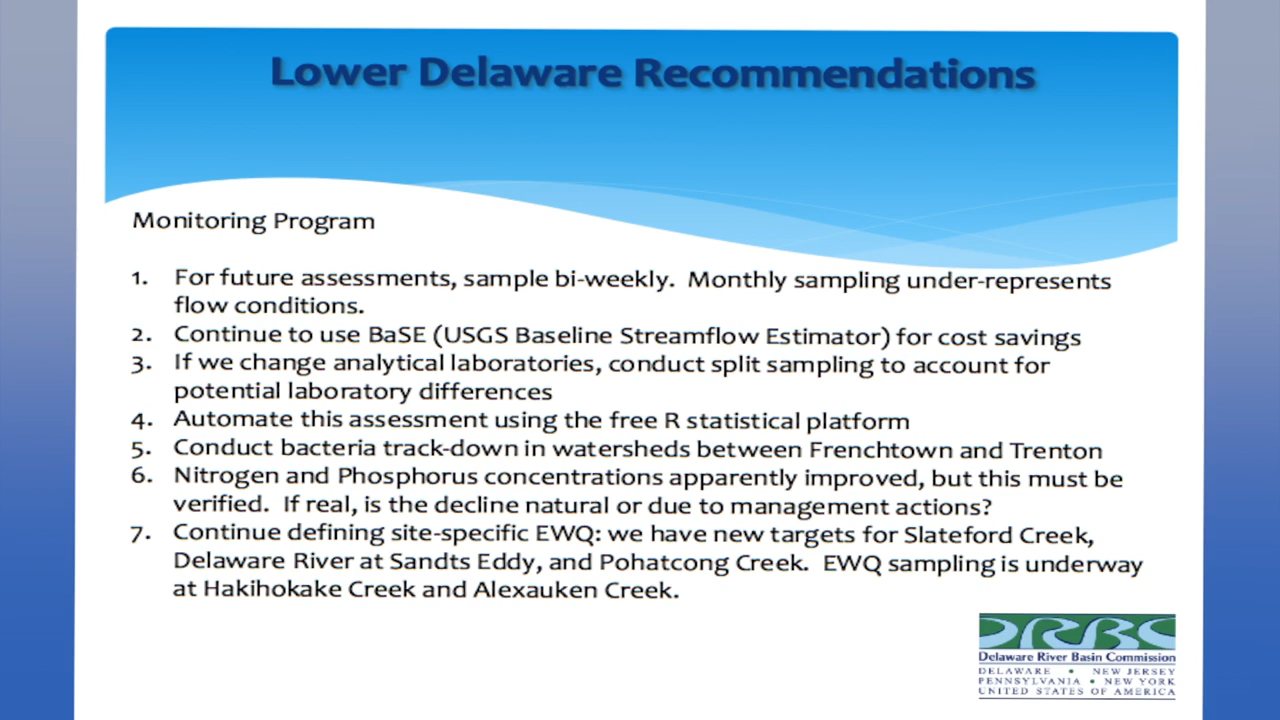 Lower Delaware Recommendations
Monitoring Program
1. For future assessments, sample bi-weekly. Monthly sampling under-represents
flow conditions.
2. Continue to use BaSE (USGS Baseline Streamflow Estimator) for cost savings
3. If we change analytical laboratories, conduct split sampling to account for
potential laboratory differences
4. Automate this assessment using the free R statistical platform
5. Conduct bacteria track-down in watersheds between Frenchtown and Trenton
6. Nitrogen and Phosphorus concentrations apparently improved, but this must be
verified. If real, is the decline natural or due to management actions?
7. Continue defining site-specific EWQ: we have new targets for Slateford Creek,
Delaware River at Sandts Eddy, and Pohatcong Creek. EWQ sampling is underway
at Hakihokake Creek and Alexauken Creek.
DRBC
Delaware River Basin Commission
DELAWARE • NEW JERSEY
PENNSYLVANIA • NEW YORK
UNITED STATES OF AMERICA